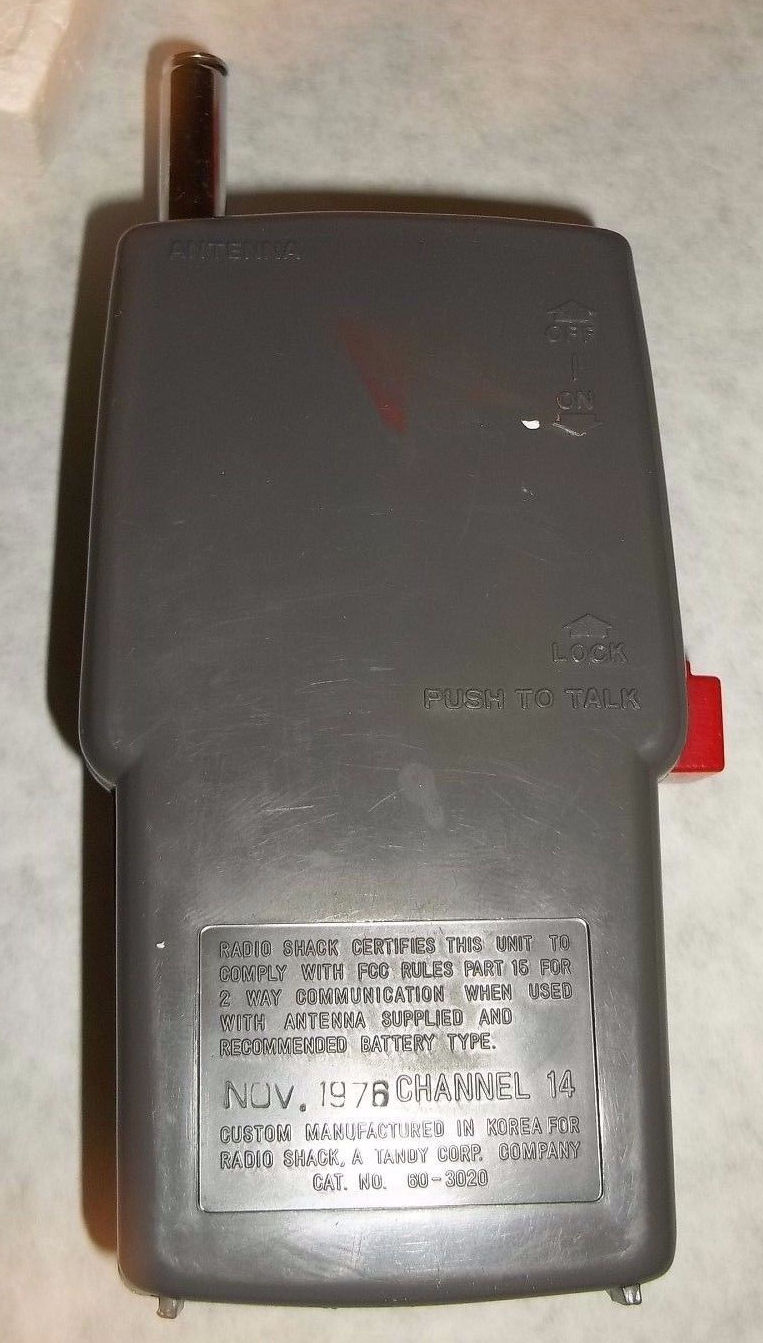 ANTENNA
OFF
ON
LOCK
PUSH TO TALK
RADIO SHACK CERTIFIES THIS UNIT TO
COMPLY WITH FCC RULES PART 15 FOR
2 WAY COMMUNICATION WHEN USED
WITH ANTENNA SUPPLIED AND
RECOMMENDED BATTERY TYPE.
NOV. 1976 CHANNEL 14
CUSTOM MANUFACTURED IN KOREA FOR
RADIO SHACK, A TANDY CORP. COMPANY
CAT. NO. 60-3020